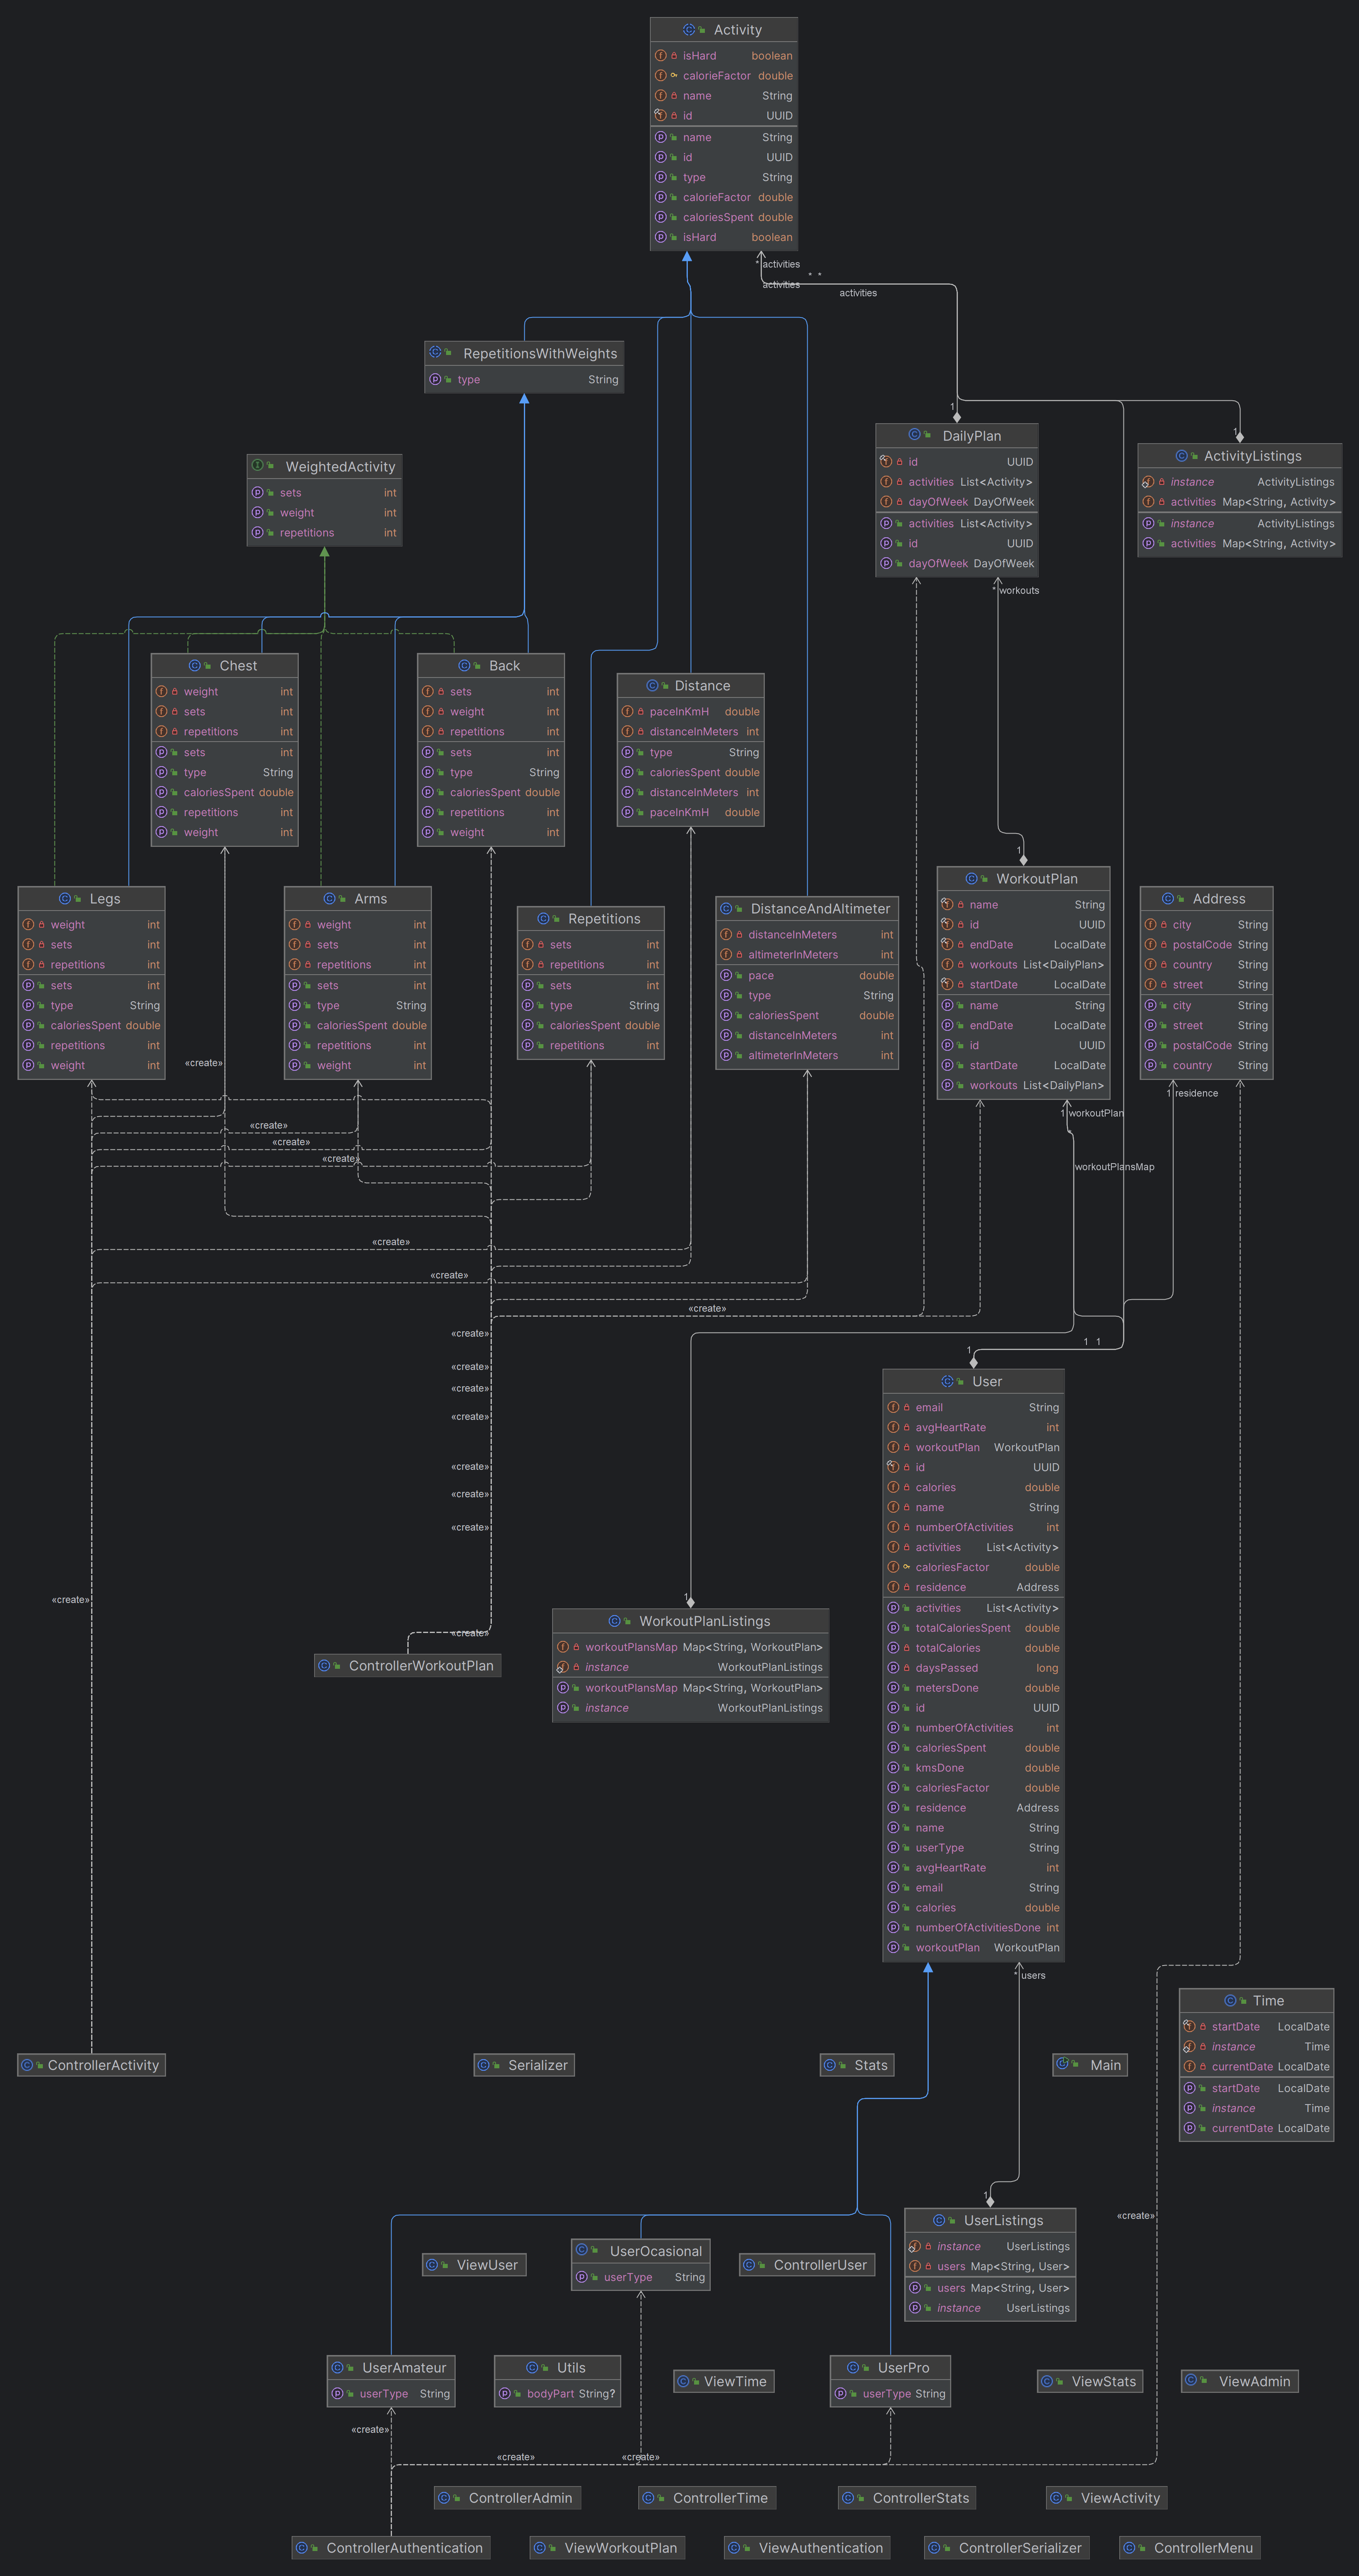 Activity
isHard boolean
calorieFactor double
name String
id UUID
name String
id UUID
type String
calorieFactor double
caloriesSpent double
isHard boolean
* activities
* *
activities
activities
RepetitionsWithWeights
type String
1
1
DailyPlan
id UUID
activities List<Activity>
dayOfWeek DayOfWeek
activities List<Activity>
id UUID
dayOfWeek DayOfWeek
ActivityListings
instance ActivityListings
activities Map<String, Activity>
instance ActivityListings
activities Map<String, Activity>
WeightedActivity
sets int
weight int
repetitions int
* workouts
Chest
weight int
sets int
repetitions int
sets int
type String
caloriesSpent double
repetitions int
weight int
Back
sets int
weight int
repetitions int
sets int
type String
caloriesSpent double
repetitions int
weight int
Distance
paceInKmH double
distanceInMeters int
type String
caloriesSpent double
distanceInMeters int
paceInKmH double
1
Legs
weight int
sets int
repetitions int
sets int
type String
caloriesSpent double
repetitions int
weight int
Arms
weight int
sets int
repetitions int
sets int
type String
caloriesSpent double
repetitions int
weight int
Repetitions
sets int
repetitions int
sets int
type String
caloriesSpent double
repetitions int
DistanceAndAltimeter
distanceInMeters int
altimeterInMeters int
pace double
type String
caloriesSpent double
distanceInMeters int
altimeterInMeters int
WorkoutPlan
name String
id UUID
endDate LocalDate
workouts List<DailyPlan>
startDate LocalDate
name String
endDate LocalDate
id UUID
startDate LocalDate
workouts List<DailyPlan>
Address
city String
postalCode String
country String
street String
city String
street String
postalCode String
country String
«create»
1 residence
1 workoutPlan
«create»
«create»
«create»
workoutPlansMap
«create»
«create»
«create»
«create»
1 1
1
«create»
«create»
«create»
«create»
«create»
«create»
«create»
«create»
User
email String
avgHeartRate int
workoutPlan WorkoutPlan
id UUID
calories double
name String
numberOfActivities int
activities List<Activity>
caloriesFactor double
residence Address
activities List<Activity>
totalCaloriesSpent double
totalCalories double
daysPassed long
metersDone double
id UUID
numberOfActivities int
caloriesSpent double
kmsDone double
caloriesFactor double
residence Address
name String
userType String
avgHeartRate int
email String
calories double
numberOfActivitiesDone int
workoutPlan WorkoutPlan
1
WorkoutPlanListings
workoutPlansMap Map<String, WorkoutPlan>
instance WorkoutPlanListings
workoutPlansMap Map<String, WorkoutPlan>
instance WorkoutPlanListings
ControllerWorkoutPlan
* users
Time
startDate LocalDate
instance Time
currentDate LocalDate
startDate LocalDate
instance Time
currentDate LocalDate
ControllerActivity
Serializer
Stats
Main
1
UserListings
instance UserListings
users Map<String, User>
users Map<String, User>
instance UserListings
«create»
ViewUser
UserOcasional
userType String
ControllerUser
UserAmateur
userType String
Utils
bodyPart String?
ViewTime
UserPro
userType String
ViewStats
ViewAdmin
«create»
«create»
«create»
ControllerAdmin
ControllerTime
ControllerStats
ViewActivity
ControllerAuthentication
ViewWorkoutPlan
ViewAuthentication
ControllerSerializer
ControllerMenu